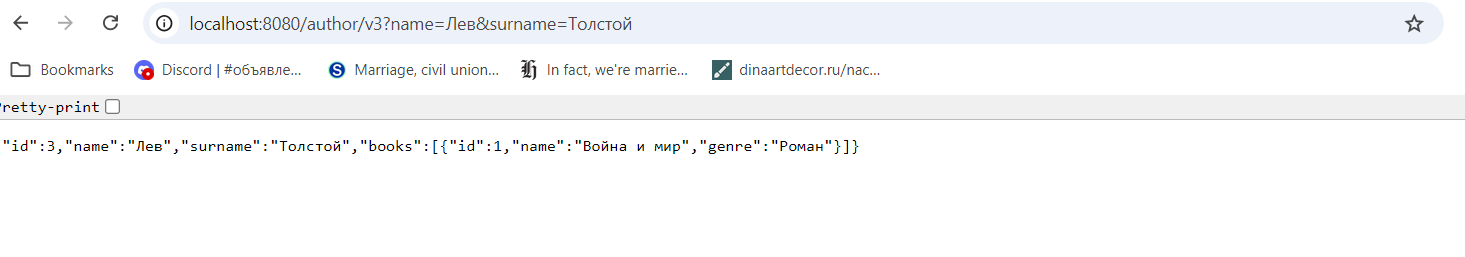 localhost:8080/author/v3?name=Лев&surname=Толстой
Bookmarks Discord | #объявле... Marriage, civil union... In fact, we're marrie... dinaartdecor.ru/nac...
retty-print
"id":3,"name":"Лев","surname":"Толстой","books":[{"id":1,"name":"Война и мир","genre":"Роман"}]}